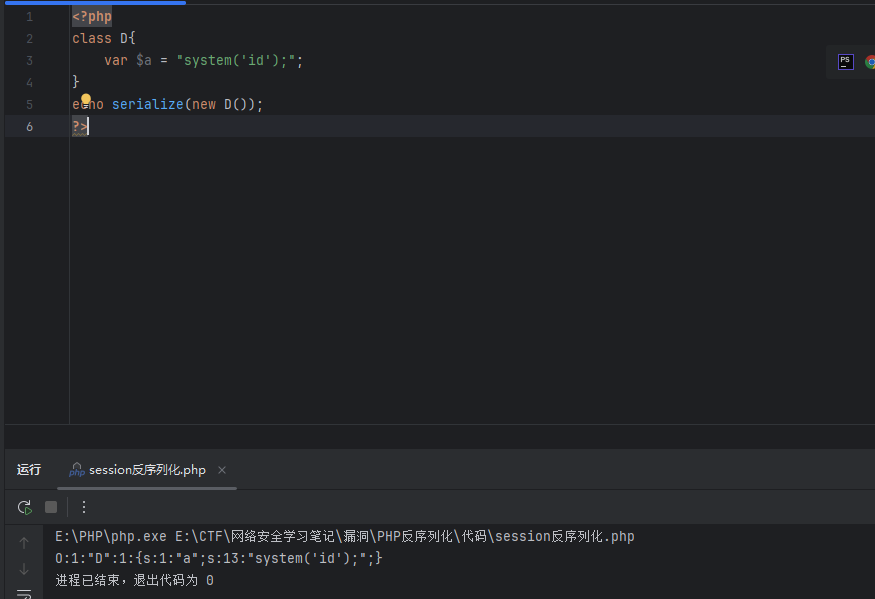 1 <?php
2 class D{
3     var $a = "system('id');";
4 }
5 echo serialize(new D());
6 ?>
PS
运行 php session反序列化.php ×
E:\PHP\php.exe E:\CTF\网络安全学习笔记\漏洞\PHP反序列化\代码\session反序列化.php
O:1:"D":1:{s:1:"a";s:13:"system('id');";}
进程已结束，退出代码为 0